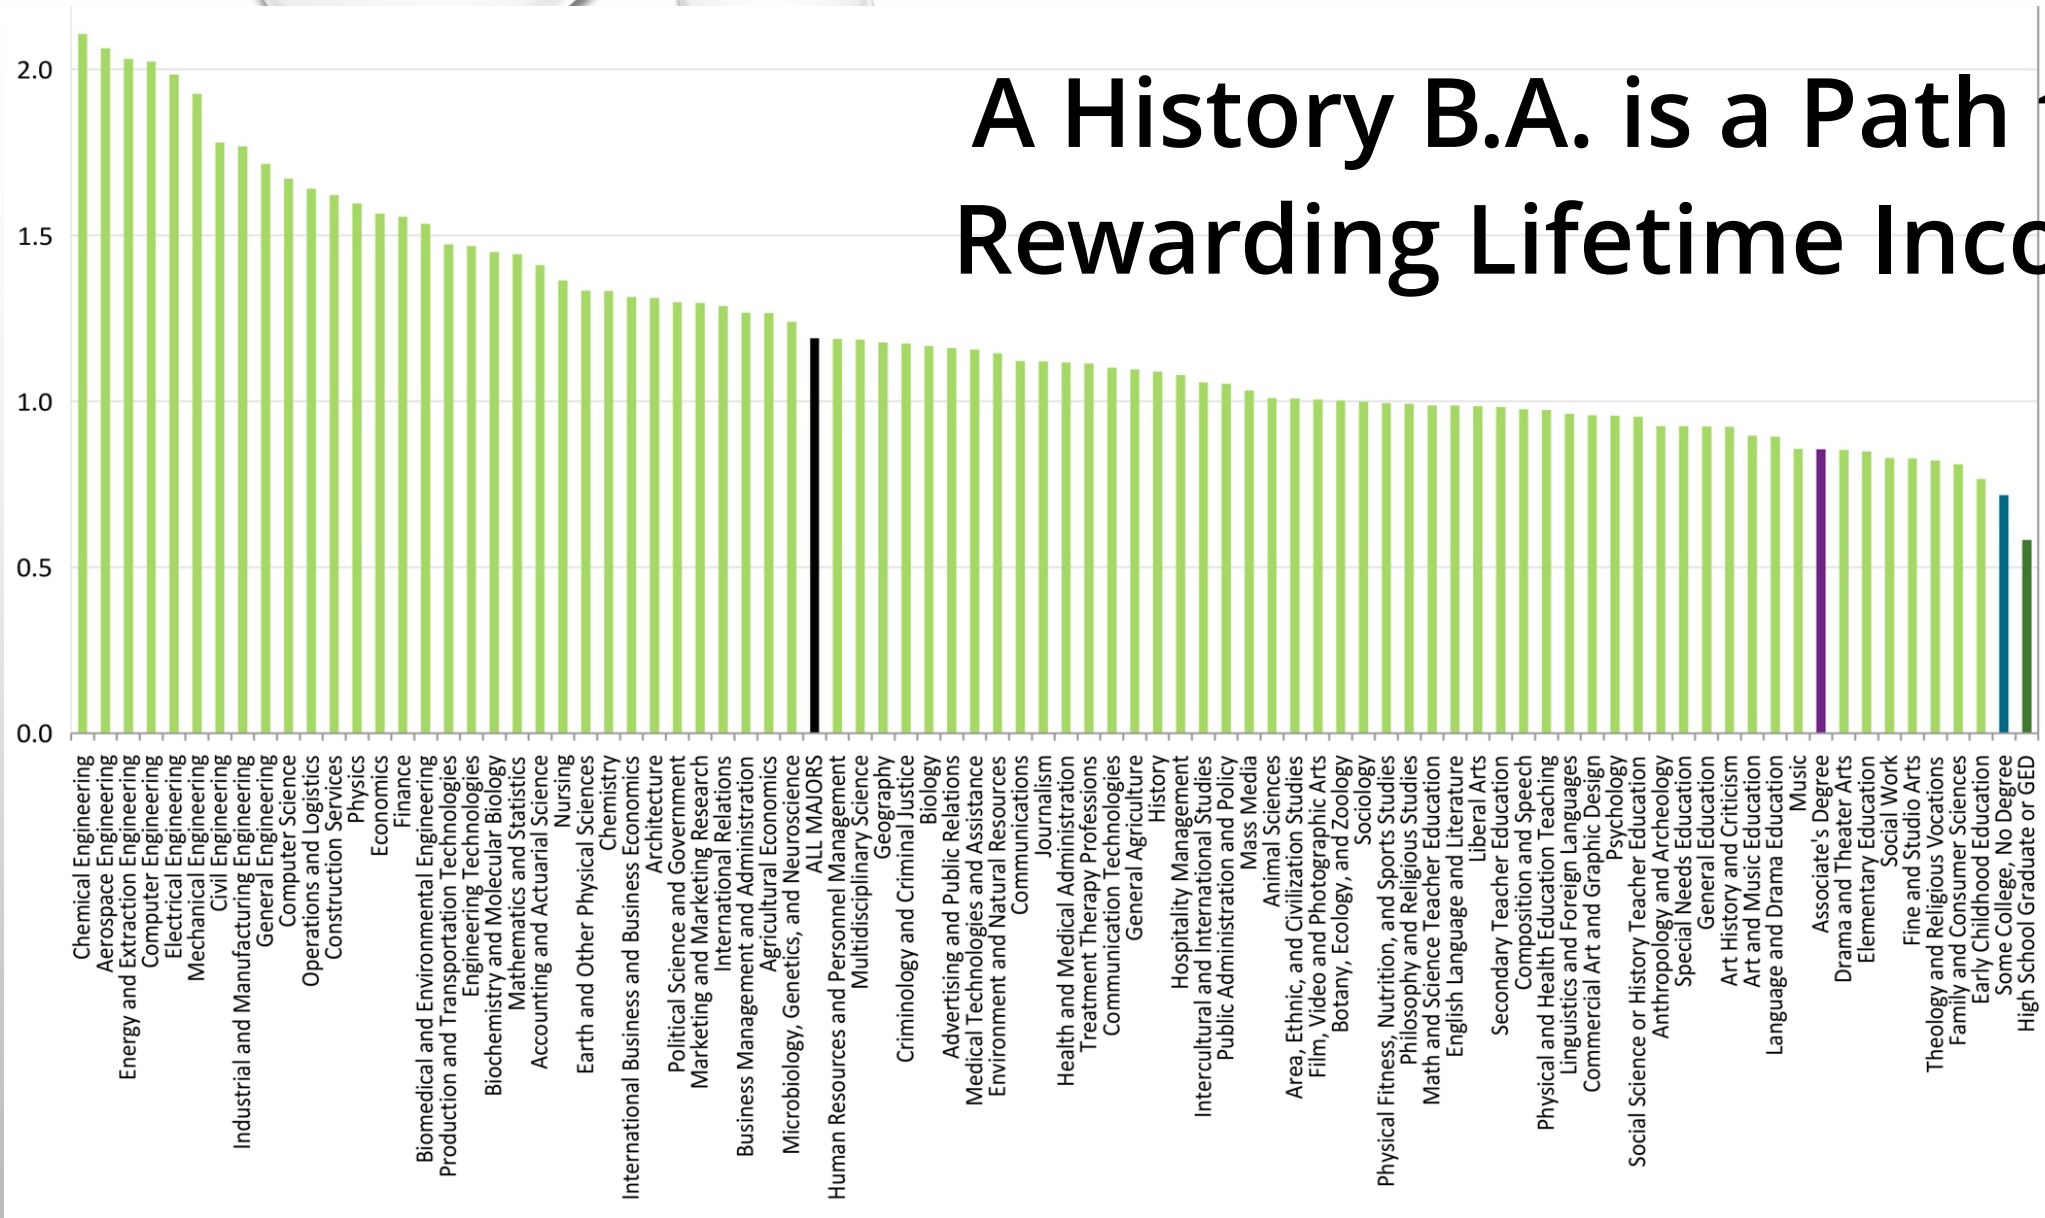 A History B.A. is a Path
Rewarding Lifetime Inco
2.0
1.5
1.0
0.5
0.0
Chemical Engineering
Aerospace Engineering
Energy and Extraction Engineering
Computer Engineering
Electrical Engineering
Mechanical Engineering
Civil Engineering
Industrial and Manufacturing Engineering
General Engineering
Computer Science
Operations and Logistics
Construction Services
Physics
Economics
Finance
Biomedical and Environmental Engineering
Production and Transportation Technologies
Engineering Technologies
Biochemistry and Molecular Biology
Mathematics and Statistics
Accounting and Actuarial Science
Nursing
Earth and Other Physical Sciences
Chemistry
International Business and Business Economics
Architecture
Political Science and Government
Marketing and Marketing Research
International Relations
Business Management and Administration
Agricultural Economics
Microbiology, Genetics, and Neuroscience
ALL MAJORS
Human Resources and Personnel Management
Multidisciplinary Science
Geography
Criminology and Criminal Justice
Biology
Advertising and Public Relations
Medical Technologies and Assistance
Environment and Natural Resources
Communications
Journalism
Health and Medical Administration
Treatment Therapy Professions
Communication Technologies
General Agriculture
History
Hospitality Management
Intercultural and International Studies
Public Administration and Policy
Mass Media
Animal Sciences
Area, Ethnic, and Civilization Studies
Film, Video and Photographic Arts
Botany, Ecology, and Zoology
Sociology
Physical Fitness, Nutrition, and Sports Studies
Philosophy and Religious Studies
Math and Science Teacher Education
English Language and Literature
Liberal Arts
Secondary Teacher Education
Composition and Speech
Physical and Health Education Teaching
Linguistics and Foreign Languages
Commercial Art and Graphic Design
Psychology
Social Science or History Teacher Education
Anthropology and Archeology
Special Needs Education
General Education
Art History and Criticism
Art and Music Education
Language and Drama Education
Music
Associate's Degree
Drama and Theater Arts
Elementary Education
Social Work
Fine and Studio Arts
Theology and Religious Vocations
Family and Consumer Sciences
Early Childhood Education
Some College, No Degree
High School Graduate or GED